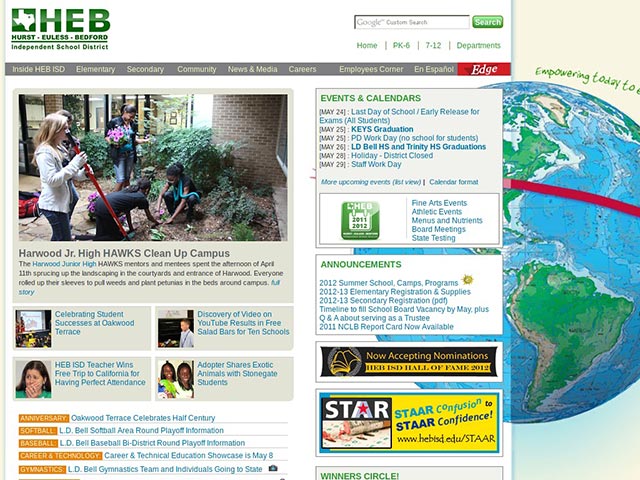 HEB
HURST - EULESS - BEDFORD
Independent School District
Google™ Custom Search
Search
Home
PK-6
7-12
Departments
Inside HEB ISD
Elementary
Secondary
Community
News & Media
Careers
Employees Corner
En Español
Edge
Empowering today to e
EVENTS & CALENDARS
[MAY 24] : Last Day of School / Early Release for
Exams (All Students)
[MAY 25] : KEYS Graduation
[MAY 25] : PD Work Day (no school for students)
[MAY 26] : LD Bell HS and Trinity HS Graduations
[MAY 28] : Holiday - District Closed
[MAY 29] : Staff Work Day
More upcoming events (list view) | Calendar format
HEB
2011
2012
Fine Arts Events
Athletic Events
Menus and Nutrients
Board Meetings
State Testing
Harwood Jr. High HAWKS Clean Up Campus
The Harwood Junior High HAWKS mentors and mentees spent the afternoon of April
11th sprucing up the landscaping in the courtyards and entrance of Harwood. Everyone
rolled up their sleeves to pull weeds and plant petunias in the beds around campus. full
story
Celebrating Student
Successes at Oakwood
Terrace
Discovery of Video on
YouTube Results in Free
Salad Bars for Ten Schools
HEB ISD Teacher Wins
Free Trip to California for
Having Perfect Attendance
Adopter Shares Exotic
Animals with Stonegate
Students
ANNIVERSARY: Oakwood Terrace Celebrates Half Century
SOFTBALL: L.D. Bell Softball Area Round Playoff Information
BASEBALL: L.D. Bell Baseball Bi-District Round Playoff Information
CAREER & TECHNOLOGY: Career & Technical Education Showcase is May 8
GYMNASTICS: L.D. Bell Gymnastics Team and Individuals Going to State
ANNOUNCEMENTS
2012 Summer School, Camps, Programs
2012-13 Elementary Registration & Supplies
2012-13 Secondary Registration (pdf)
Timeline to fill School Board Vacancy by May, plus
Q & A about serving as a Trustee
2011 NCLB Report Card Now Available
Now Accepting Nominations
HEB ISD HALL OF FAME 2012!
STAAR
STAAR Confusion to
STAAR Confidence!
www.hebisd.edu/STAAR
WINNERS CIRCLE!